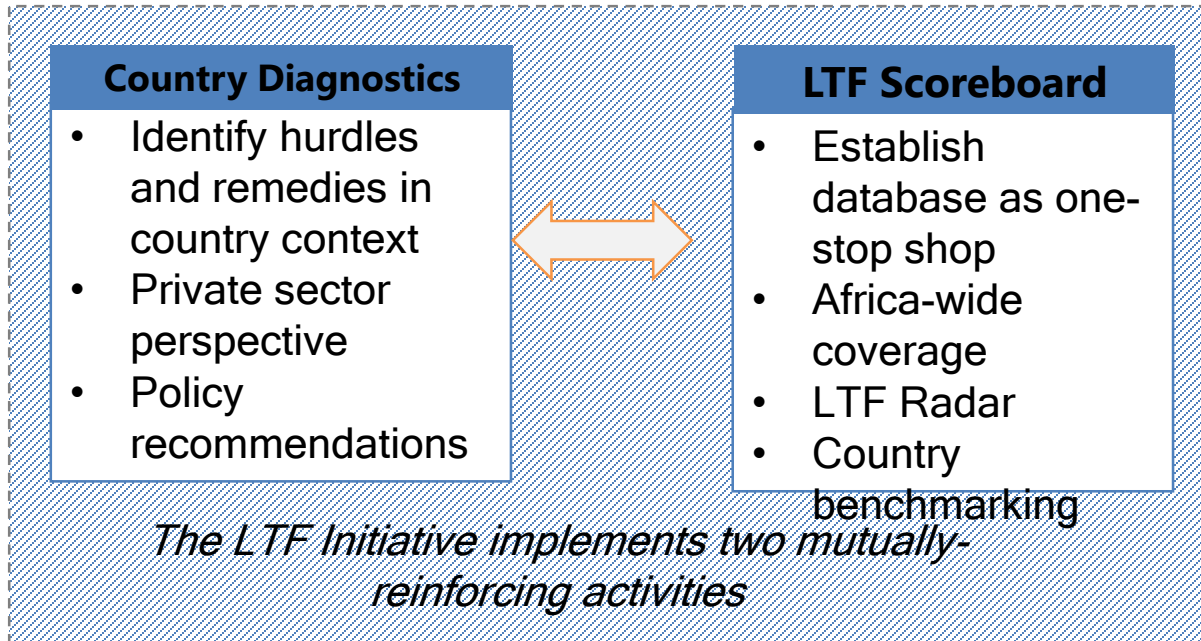 Country Diagnostics
• Identify hurdles
and remedies in
country context
• Private sector
perspective
• Policy
recommendations
LTF Scoreboard
• Establish
database as one-
stop shop
• Africa-wide
coverage
• LTF Radar
• Country
benchmarking
The LTF Initiative implements two mutually-
reinforcing activities